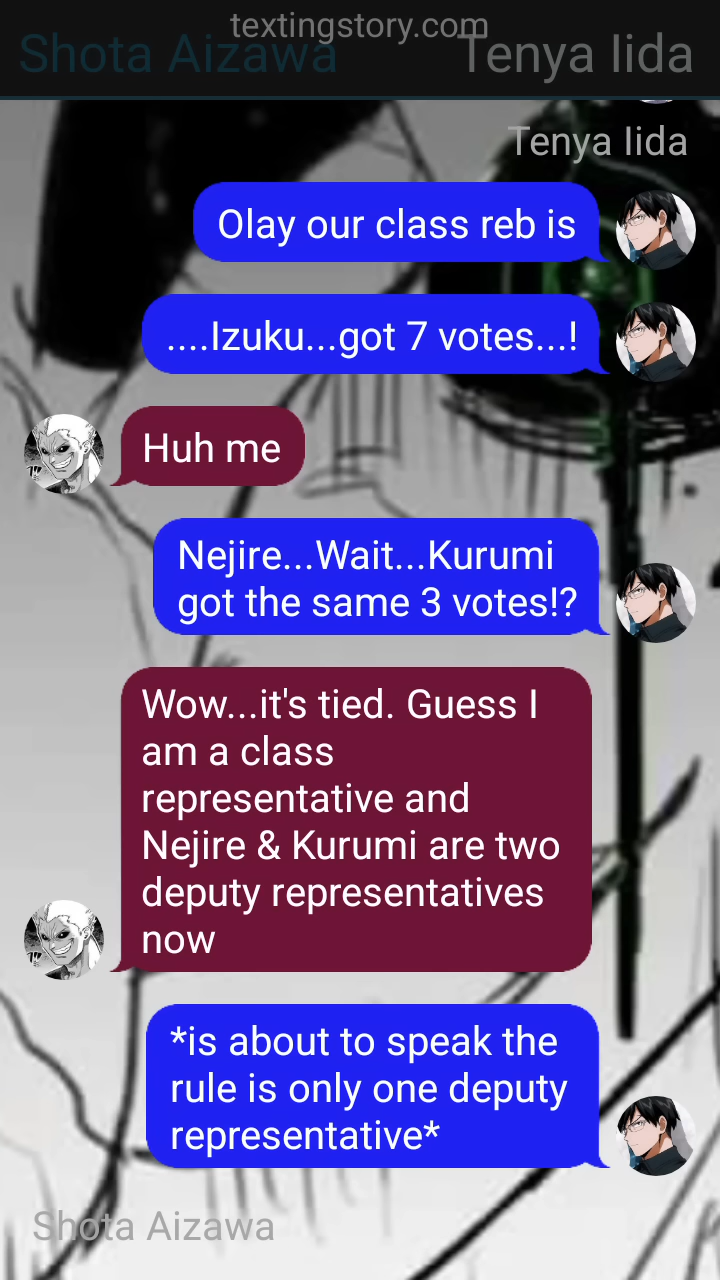 textingstory.com
Shota Aizawa
Tenya Iida
Tenya Iida
Olay our class reb is
....Izuku...got 7 votes...!
Huh me
Nejire...Wait...Kurumi
got the same 3 votes!?
Wow...it's tied. Guess I
am a class
representative and
Nejire & Kurumi are two
deputy representatives
now
*is about to speak the
rule is only one deputy
representative*
Shota Aizawa